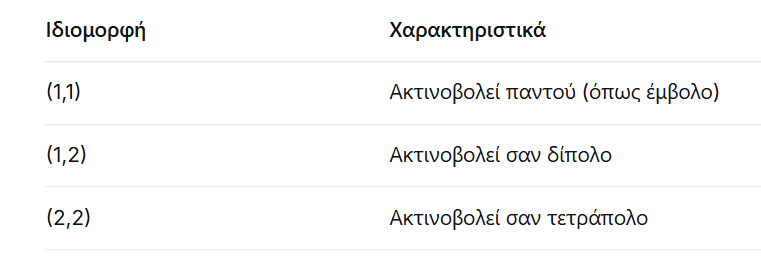 Ιδιομορφή Χαρακτηριστικά
(1,1) Ακτινοβολεί παντού (όπως έμβολο)
(1,2) Ακτινοβολεί σαν δίπολο
(2,2) Ακτινοβολεί σαν τετράπολο